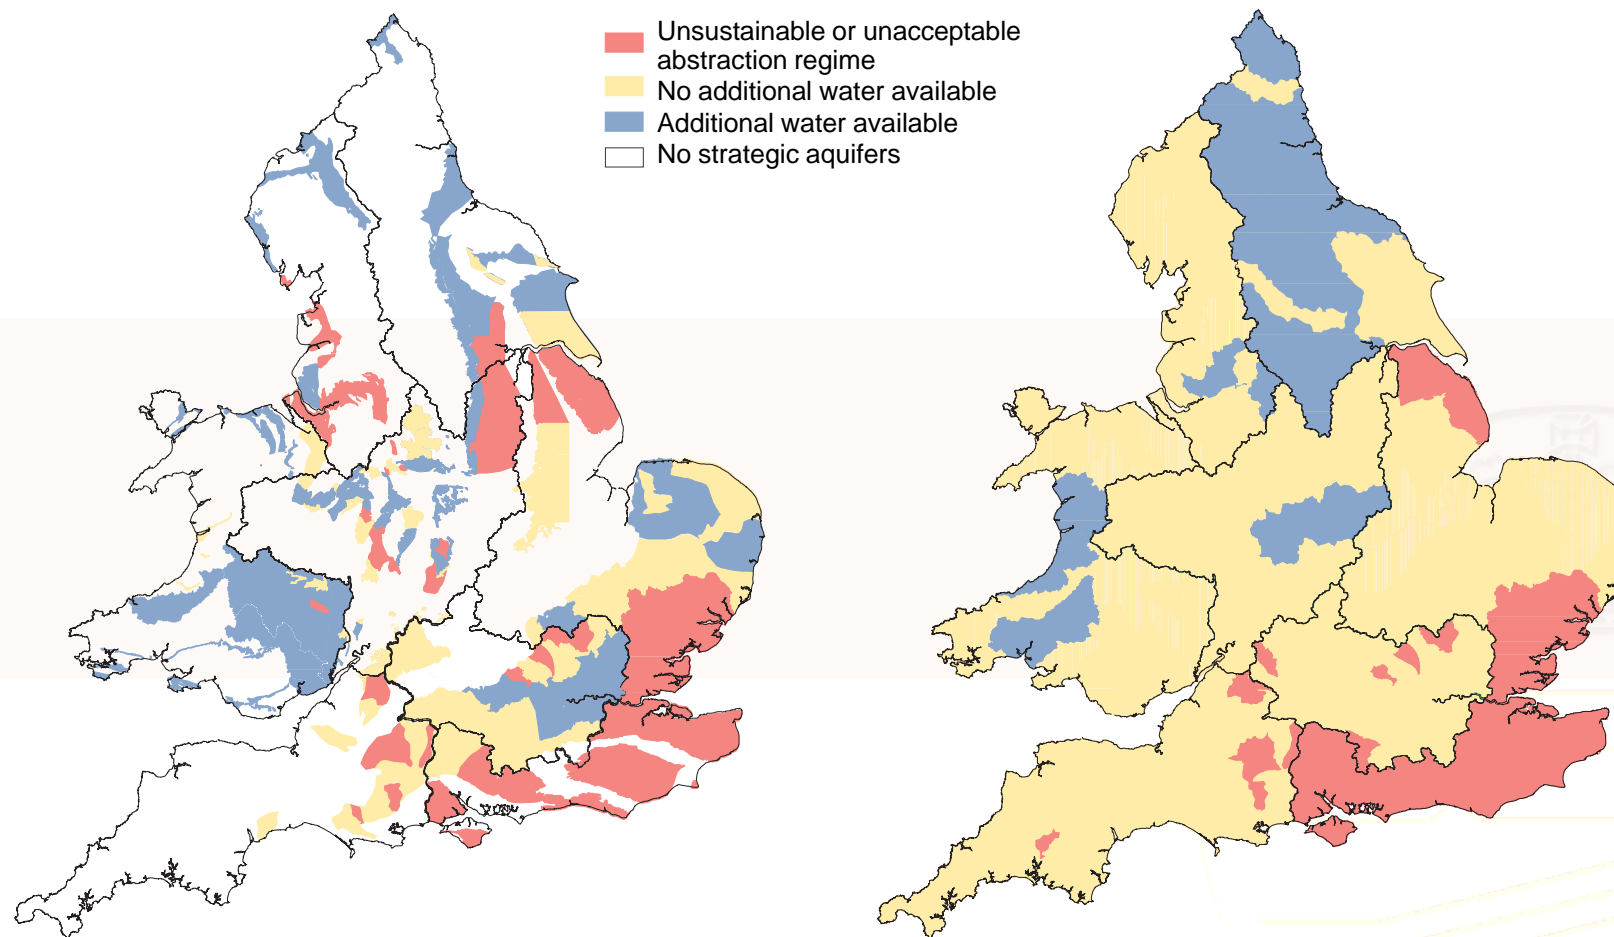 Unsustainable or unacceptable
abstraction regime
No additional water available
Additional water available
No strategic aquifers